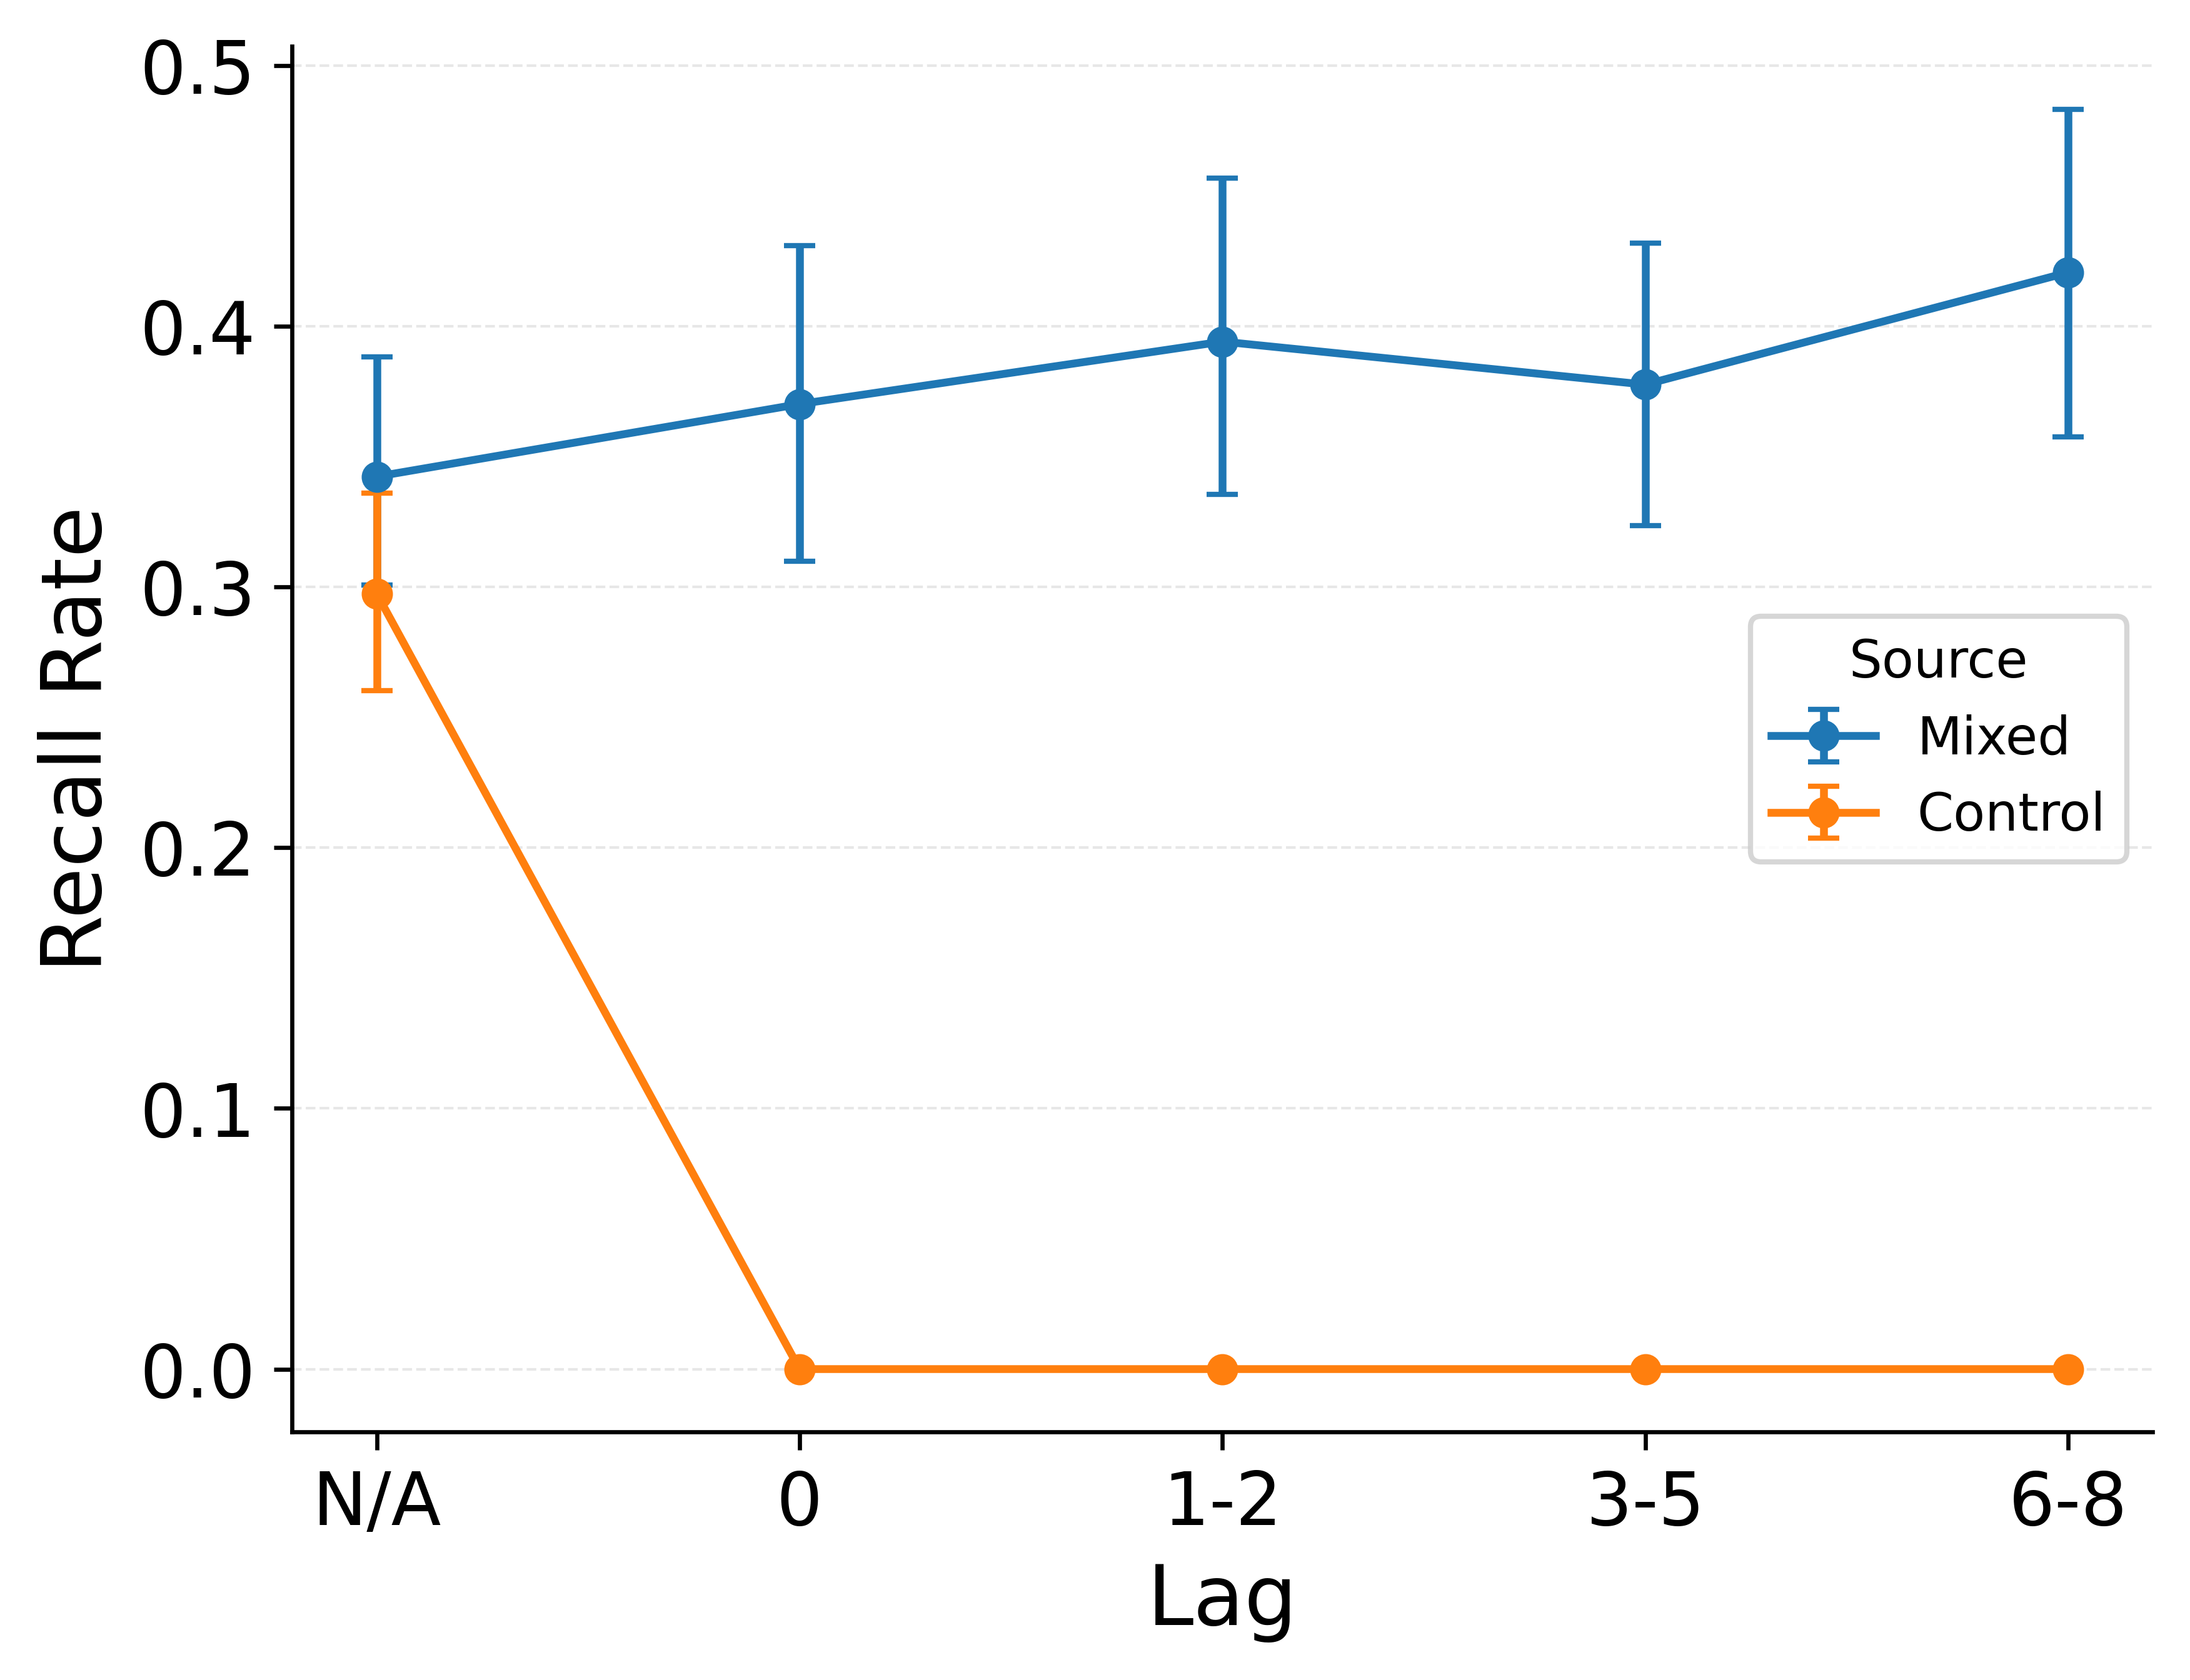 0.5
0.4
0.3
0.2
0.1
0.0
Recall Rate
Source
Mixed
Control
N/A 0 1-2 3-5 6-8
Lag